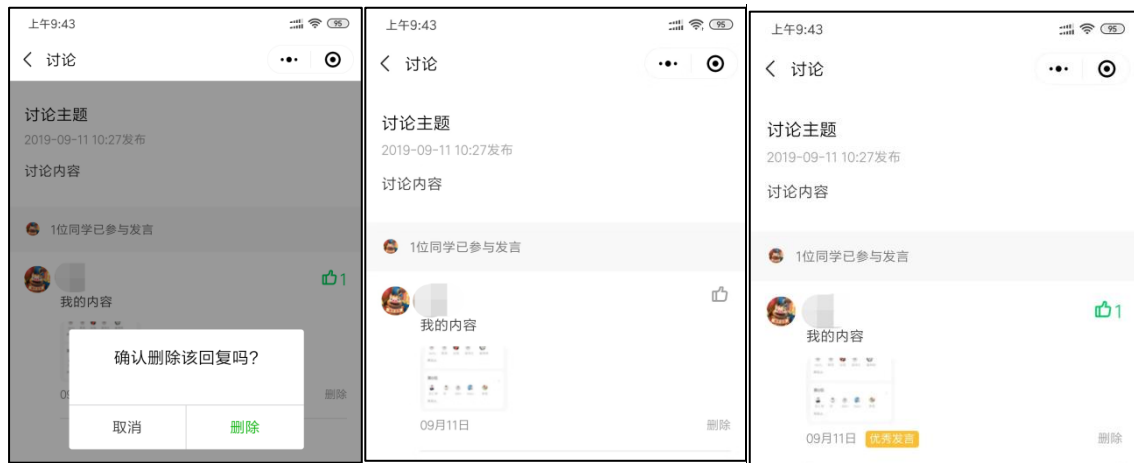 上午9:43
95
讨论
讨论主题
2019-09-11 10:27发布
讨论内容
1位同学已参与发言
1
我的内容
确认删除该回复吗?
09
删除
取消
删除
上午9:43
95
讨论
讨论主题
2019-09-11 10:27发布
讨论内容
1位同学已参与发言
我的内容
09月11日
删除
上午9:43
95
讨论
讨论主题
2019-09-11 10:27发布
讨论内容
1位同学已参与发言
1
我的内容
09月11日 优秀发言
删除